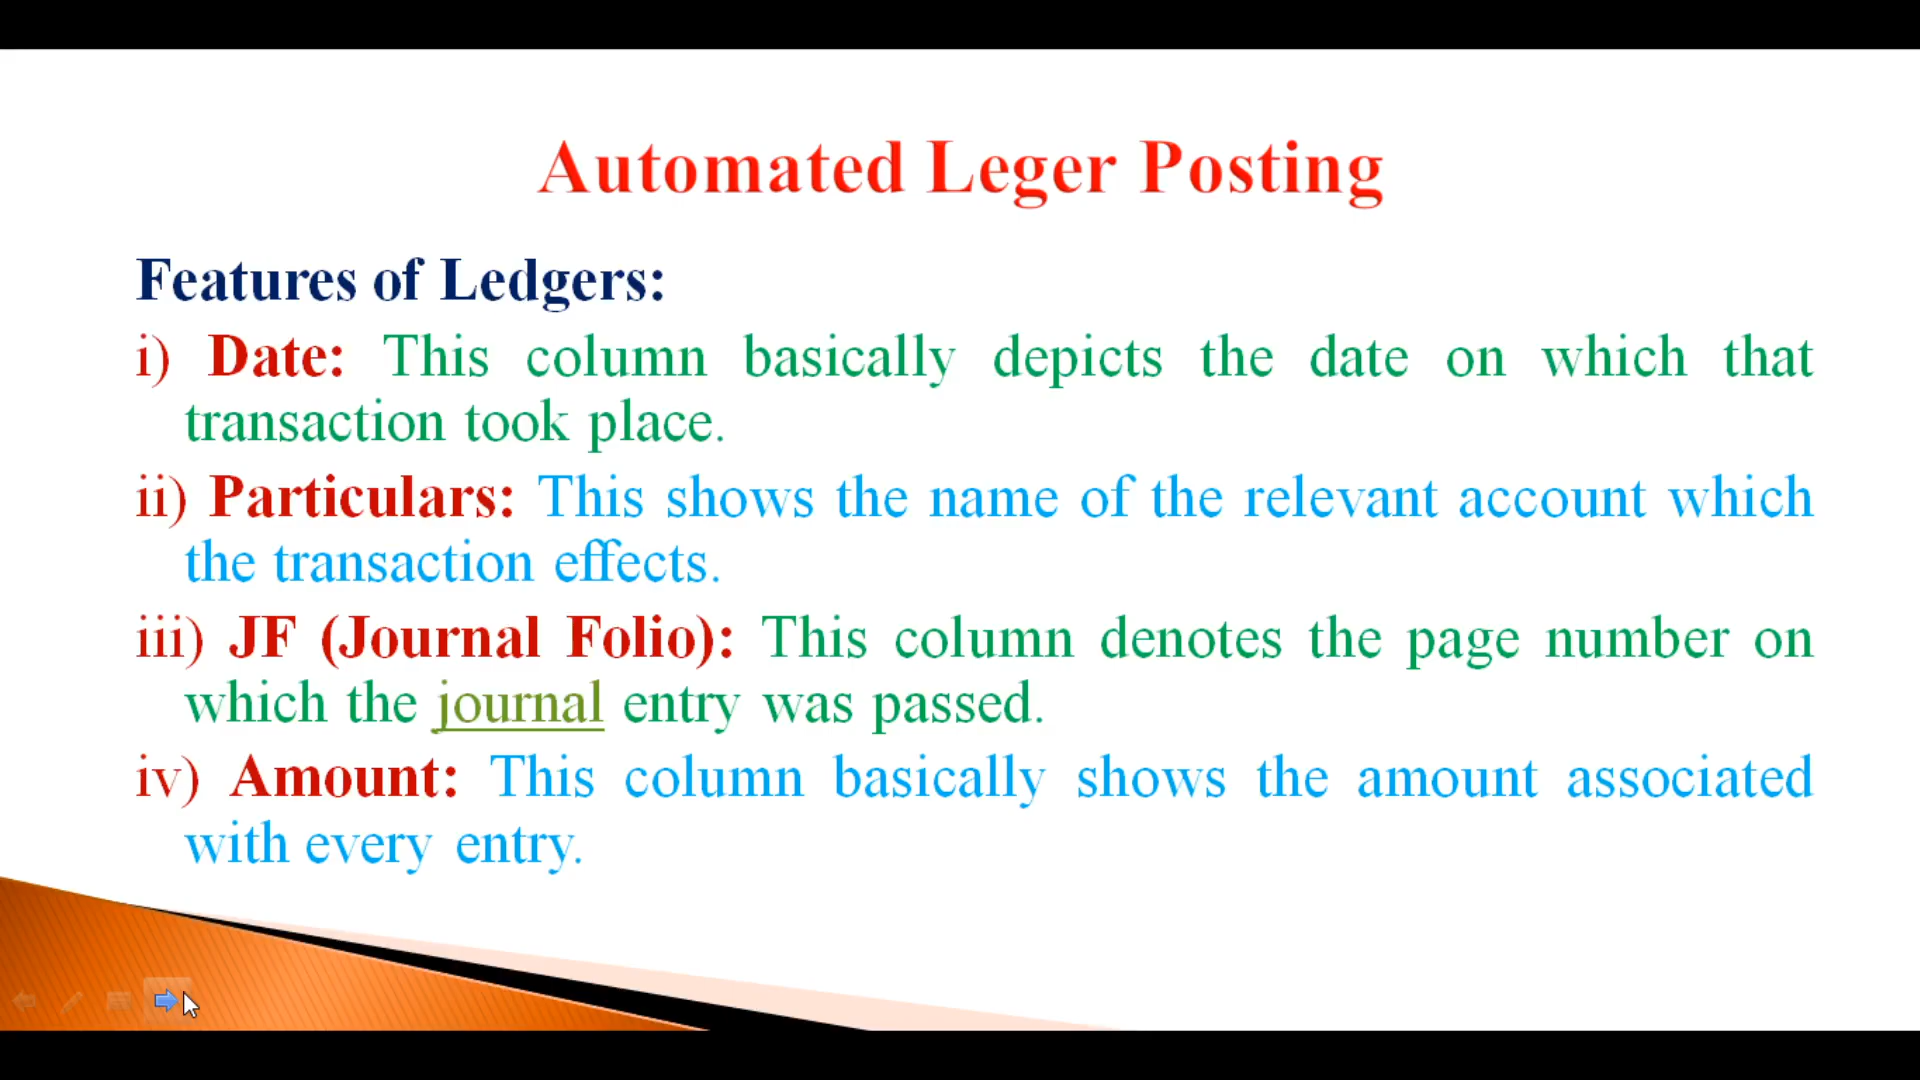 Automated Leger Posting
Features of Ledgers:
i) Date: This column basically depicts the date on which that
transaction took place.
ii) Particulars: This shows the name of the relevant account which
the transaction effects.
iii) JF (Journal Folio): This column denotes the page number on
which the journal entry was passed.
iv) Amount: This column basically shows the amount associated
with every entry.